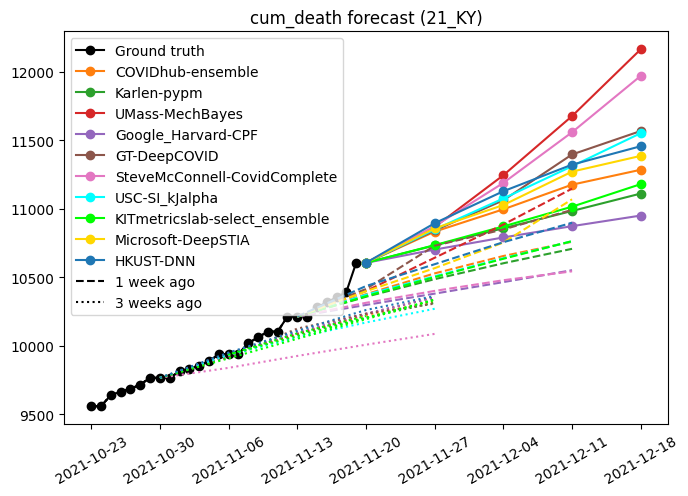 cum_death forecast (21_KY)
12000
11500
11000
10500
10000
9500
Ground truth
COVIDhub-ensemble
Karlen-pypm
UMass-MechBayes
Google_Harvard-CPF
GT-DeepCOVID
SteveMcConnell-CovidComplete
USC-SI_kJalpha
KITmetricslab-select_ensemble
Microsoft-DeepSTIA
HKUST-DNN
1 week ago
3 weeks ago
2021-10-23
2021-10-30
2021-11-06
2021-11-13
2021-11-20
2021-11-27
2021-12-04
2021-12-11
2021-12-18